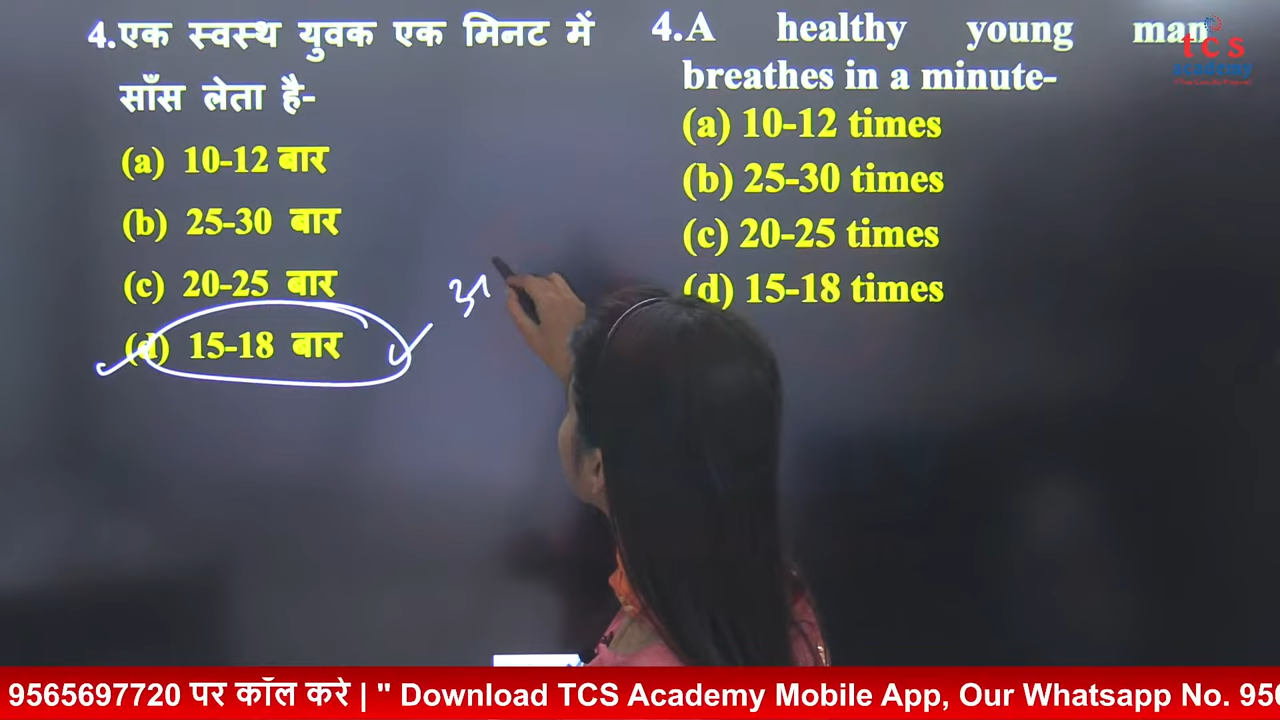 4.एक स्वस्थ युवक एक मिनट में
साँस लेता है-
(a) 10-12 बार
(b) 25-30 बार
(c) 20-25 बार
(d) 15-18 बार
4.A healthy young man
breathes in a minute-
(a) 10-12 times
(b) 25-30 times
(c) 20-25 times
(d) 15-18 times
tcs
academy
9565697720 पर कॉल करे | " Download TCS Academy Mobile App, Our Whatsapp No.